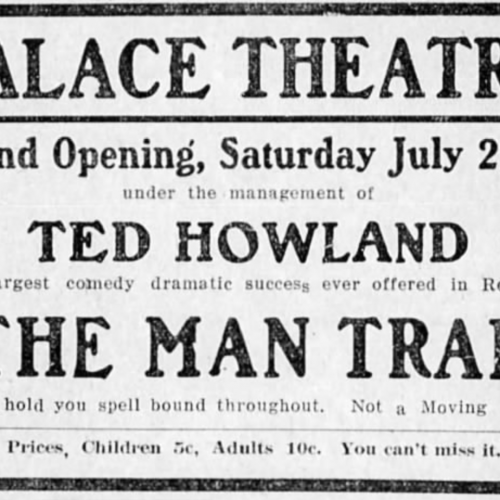 ALACE THEATR
nd Opening, Saturday July 2
under the management of
TED HOWLAND
argest comedy dramatic success ever offered in Re
THE MAN TRAP
hold you spell bound throughout. Not a Moving
Prices, Children 5c, Adults 10c. You can't miss it.